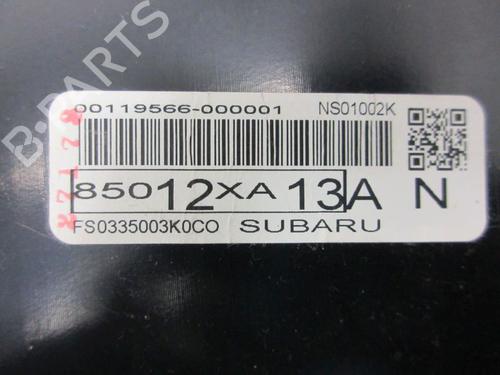 B-PARTS
00119566-000001 NS01002K
85012XA13A N
FS0335003K0CO SUBARU